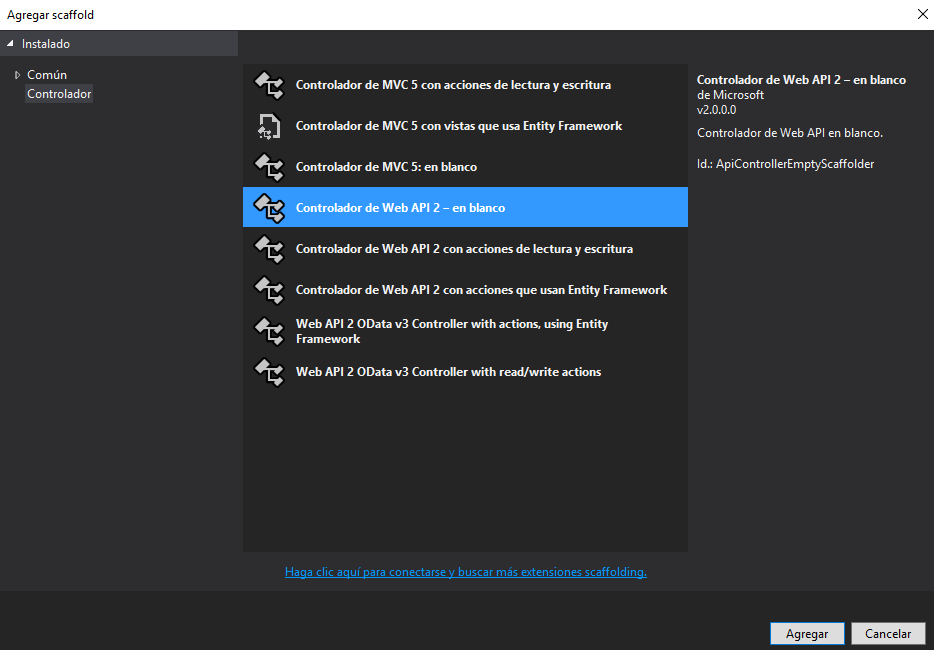 Agregar scaffold
Instalado
Común
Controlador
Controlador de MVC 5 con acciones de lectura y escritura
Controlador de MVC 5 con vistas que usa Entity Framework
Controlador de MVC 5: en blanco
Controlador de Web API 2 – en blanco
Controlador de Web API 2 con acciones de lectura y escritura
Controlador de Web API 2 con acciones que usan Entity Framework
Web API 2 OData v3 Controller with actions, using Entity
Framework
Web API 2 OData v3 Controller with read/write actions
Controlador de Web API 2 – en blanco
de Microsoft
v2.0.0.0
Controlador de Web API en blanco.
Id.: ApiControllerEmptyScaffolder
Haga clic aquí para conectarse y buscar más extensiones scaffolding.
Agregar
Cancelar